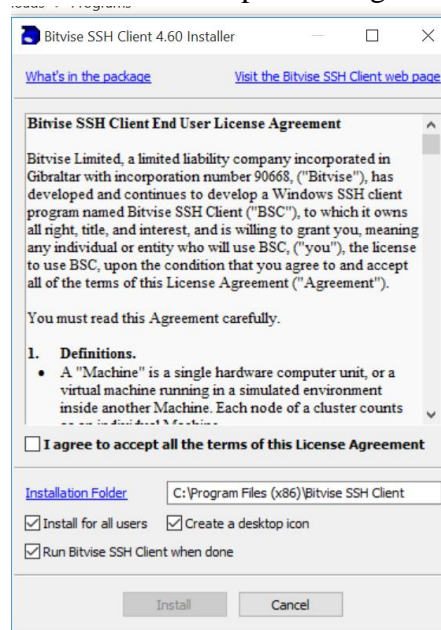 Bitvise SSH Client 4.60 Installer
What's in the package Visit the Bitvise SSH Client web page
Bitvise SSH Client End User License Agreement
Bitvise Limited, a limited liability company incorporated in
Gibraltar with incorporation number 90668, ("Bitvise"), has
developed and continues to develop a Windows SSH client
program named Bitvise SSH Client ("BSC"), to which it owns
all right, title, and interest, and is willing to grant you, meaning
any individual or entity who will use BSC, ("you"), the license
to use BSC, upon the condition that you agree to and accept
all of the terms of this License Agreement ("Agreement").
You must read this Agreement carefully.
1. Definitions.
• A "Machine" is a single hardware computer unit, or a
virtual machine running in a simulated environment
inside another Machine. Each node of a cluster counts
as an individual Machine
I agree to accept all the terms of this License Agreement
Installation Folder C:\Program Files (x86)\Bitvise SSH Client
Install for all users Create a desktop icon
Run Bitvise SSH Client when done
Install Cancel